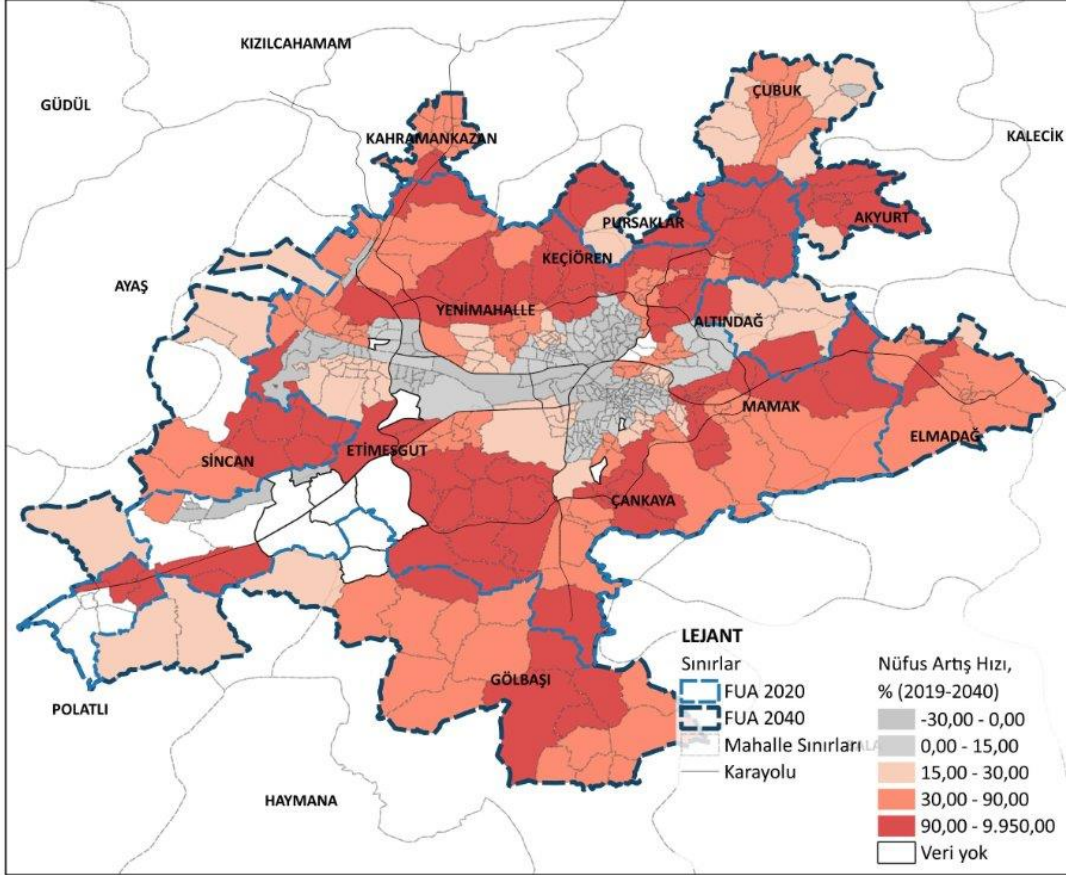 KIZILCAHAMAM
GÜDÜL
ÇUBUK
KALECİK
KAHRAMANKAZAN
PURSAKLAR
AKYURT
KEÇİÖREN
AYAŞ
YENİMAHALLE
ALTINDAĞ
MAMAK
ELMADAĞ
ETİMESGUT
SİNCAN
ÇANKAYA
GÖLBAŞI
POLATLI
HAYMANA
LEJANT
Sınırlar
FUA 2020
FUA 2040
Mahalle Sınırları
Karayolu
Nüfus Artış Hızı,
% (2019-2040)
-30,00 - 0,00
0,00 - 15,00
15,00 - 30,00
30,00 - 90,00
90,00 - 9.950,00
Veri yok